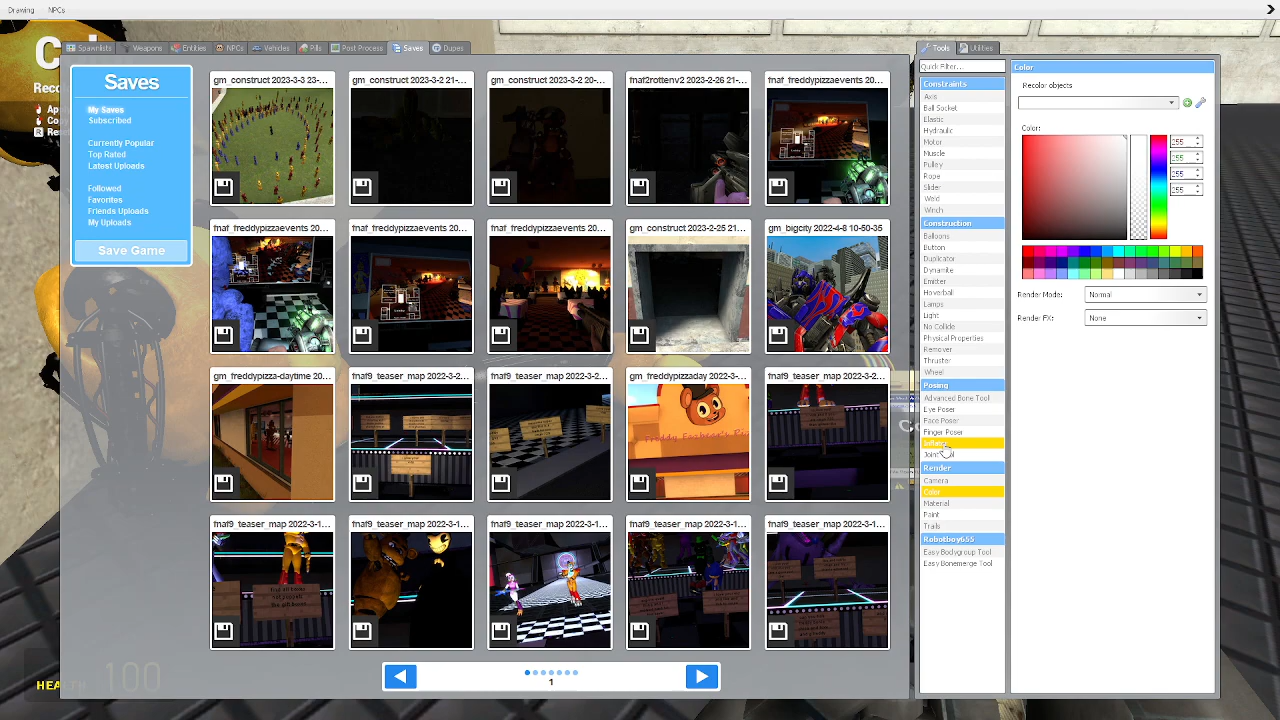 Drawing NPCs
Spawnlists Weapons Entities NPCs Vehicles Pills Post Process Saves Dupes
Saves
My Saves
Subscribed
Currently Popular
Top Rated
Latest Uploads
Followed
Favorites
Friends Uploads
My Uploads
Save Game
gm_construct 2023-3-3 23-... gm_construct 2023-3-2 21-... gm_construct 2023-3-2 20-... fnaf2rottenv2 2023-2-26 21-... fnaf_freddypizzaevents 20...
fnaf_freddypizzaevents 20... fnaf_freddypizzaevents 20... fnaf_freddypizzaevents 20... gm_construct 2023-2-25 21... gm_bigcity 2022-4-8 10-50-35
gm_freddypizza-daytime 20... fnaf9_teaser_map 2022-3-2... fnaf9_teaser_map 2022-3-2... gm_freddypizzaday 2022-3-... fnaf9_teaser_map 2022-3-2...
fnaf9_teaser_map 2022-3-1... fnaf9_teaser_map 2022-3-1... fnaf9_teaser_map 2022-3-1... fnaf9_teaser_map 2022-3-1... fnaf9_teaser_map 2022-3-1...
1
Tools Utilities
Quick Filter...
Constraints
Axis
Ball Socket
Elastic
Hydraulic
Motor
Muscle
Pulley
Rope
Slider
Weld
Winch
Construction
Balloons
Button
Duplicator
Dynamite
Emitter
Hoverball
Lamps
Light
No Collide
Physical Properties
Remover
Thruster
Wheel
Posing
Advanced Bone Tool
Eye Poser
Face Poser
Finger Poser
Render
Camera
Color
Material
Paint
Trails
Robotboy655
Easy Bodygroup Tool
Easy Bonemerge Tool
Color
Recolor objects
Color:
255
255
255
255
Render Mode: Normal
Render FX: None
100